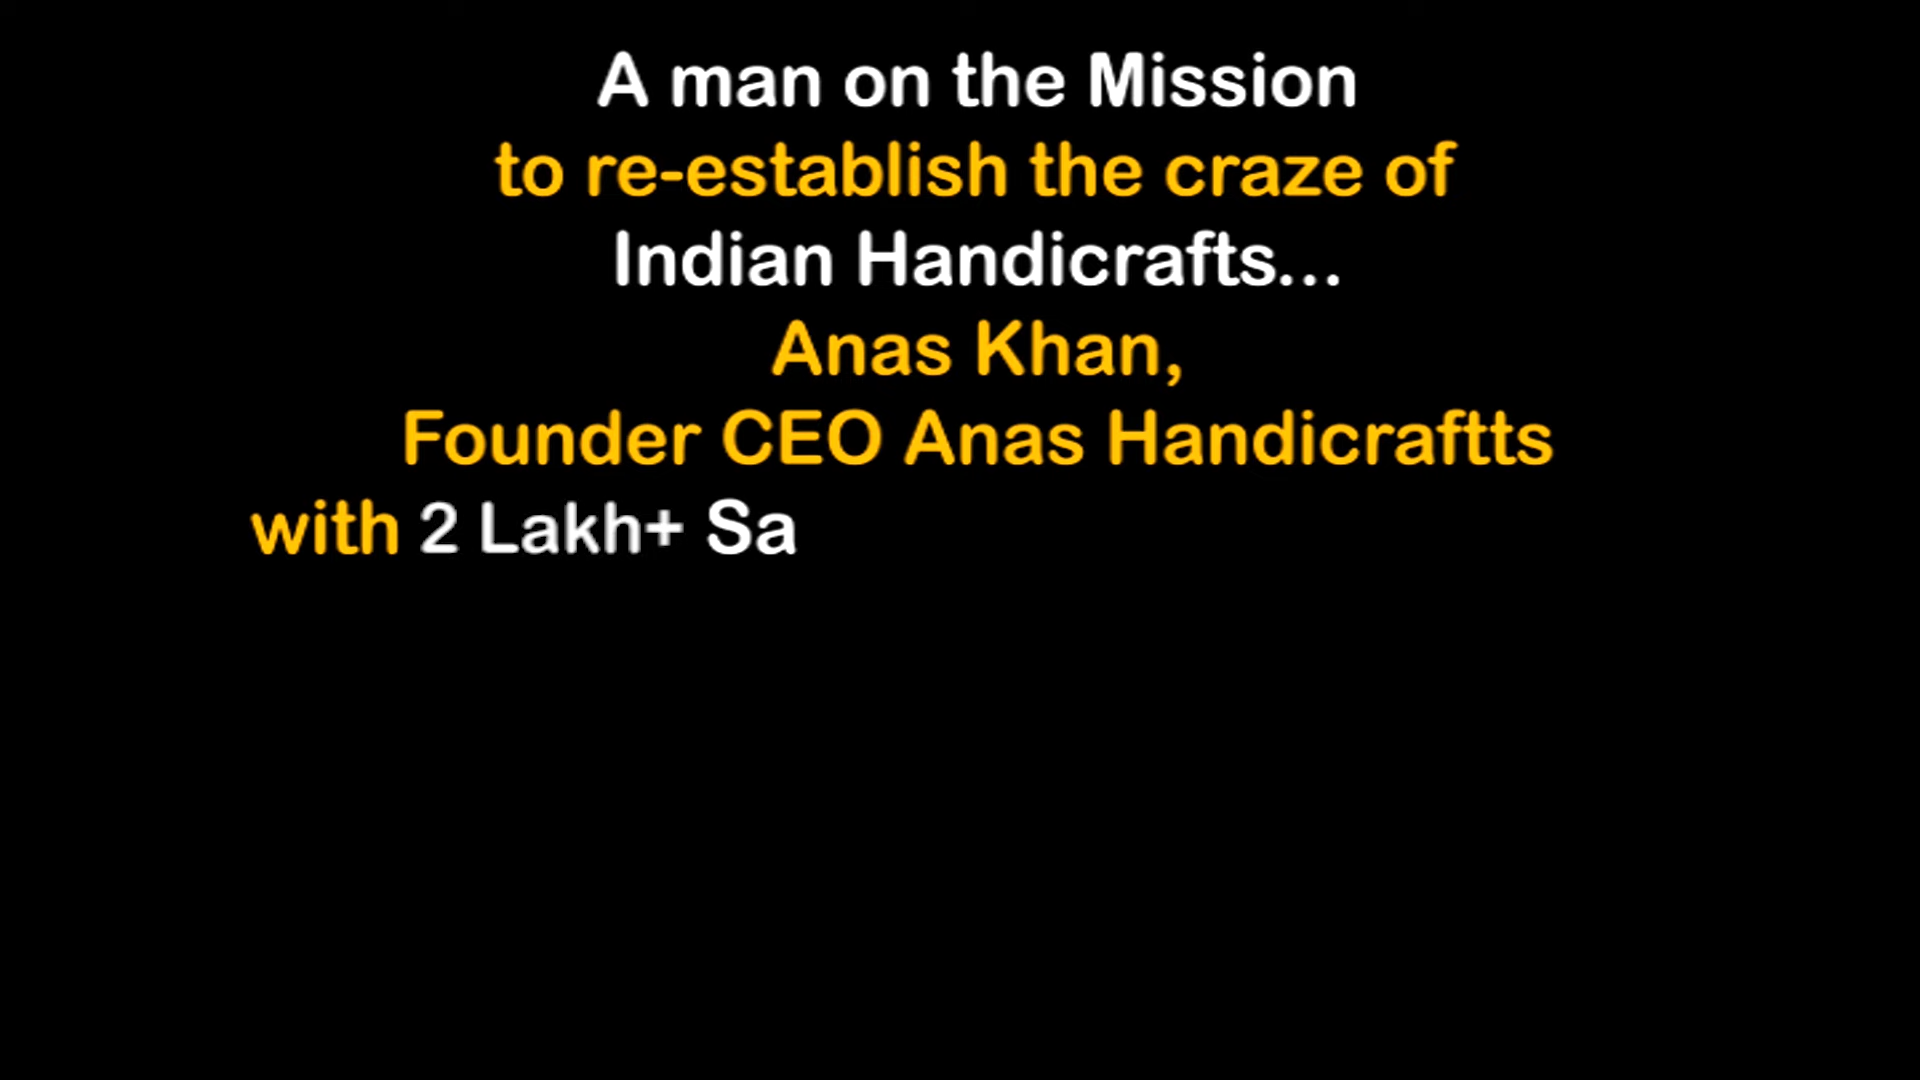 A man on the Mission
to re-establish the craze of
Indian Handicrafts...
Anas Khan,
Founder CEO Anas Handicraftts
with 2 Lakh+ Sa